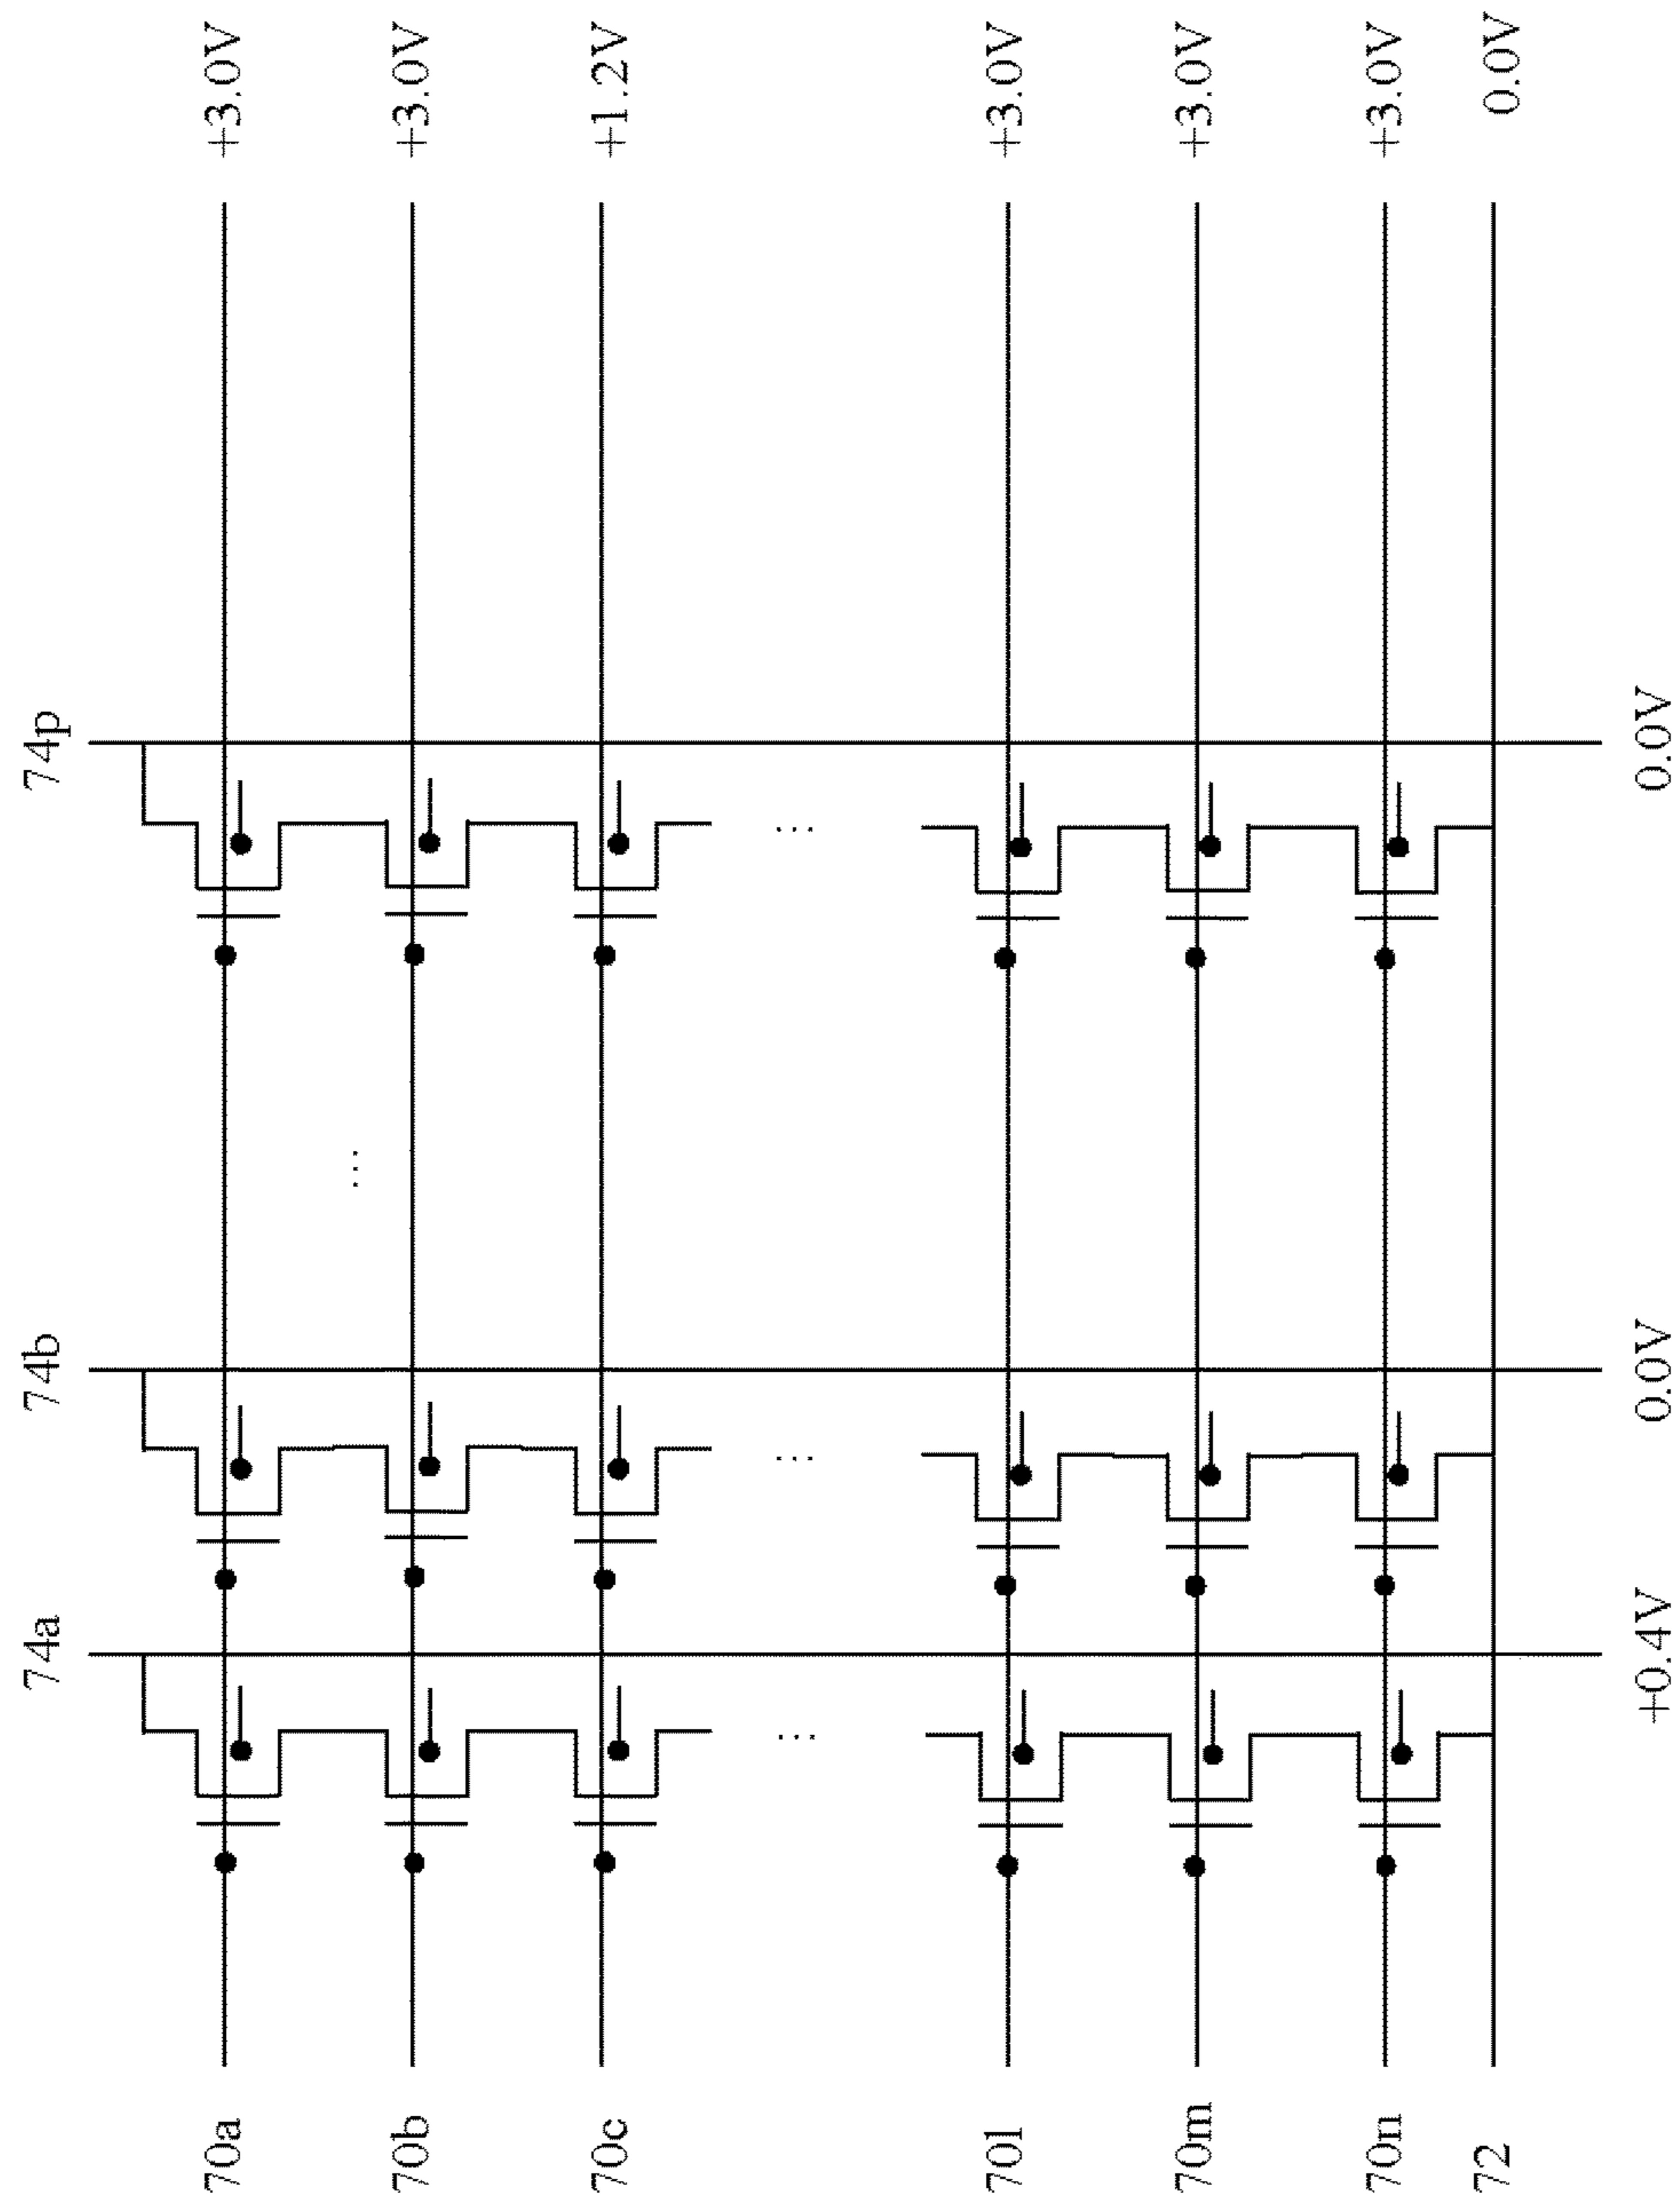 74a 74b 74p
70a +3.0V
70b +3.0V
...
70c +1.2V
... ... ...
70l +3.0V
70m +3.0V
70n +3.0V
72 0.0V
+0.4V 0.0V 0.0V